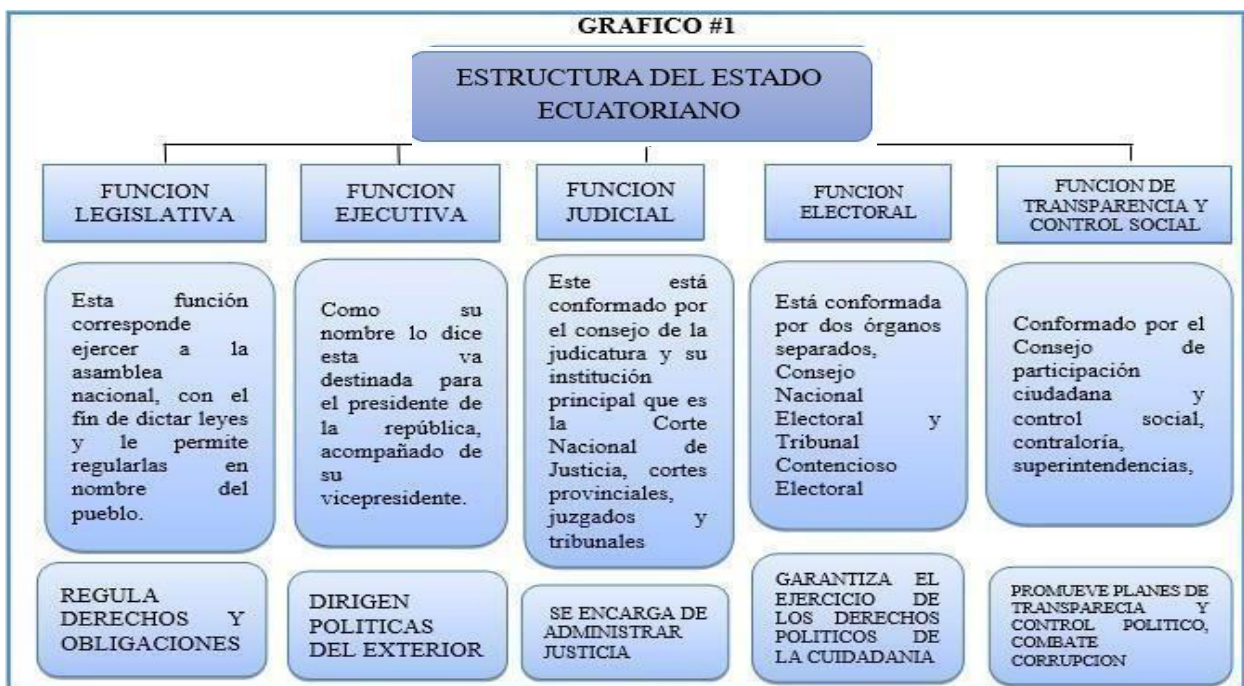 GRAFICO #1
ESTRUCTURA DEL ESTADO
ECUATORIANO
FUNCION
LEGISLATIVA
Esta función
corresponde
ejercer a la
asamblea
nacional, con el
fin de dictar leyes
y le permite
regularlas en
nombre del
pueblo.
REGULA
DERECHOS Y
OBLIGACIONES
FUNCION
EJECUTIVA
Como su
nombre lo dice
esta va
destinada para
el presidente de
la república,
acompañado de
su
vicepresidente.
DIRIGEN
POLITICAS
DEL EXTERIOR
FUNCION
JUDICIAL
Este está
conformado por
el consejo de la
judicatura y su
institución
principal que es
la Corte
Nacional de
Justicia, cortes
provinciales,
juzgados y
tribunales
SE ENCARGA DE
ADMINISTRAR
JUSTICIA
FUNCION
ELECTORAL
Está conformada
por dos órganos
separados,
Consejo
Nacional
Electoral y
Tribunal
Contencioso
Electoral
GARANTIZA EL
EJERCICIO DE
LOS DERECHOS
POLITICOS DE
LA CUIDADANIA
FUNCION DE
TRANSPARENCIA Y
CONTROL SOCIAL
Conformado por el
Consejo de
participación
ciudadana y
control social,
contraloría,
superintendencias,
PROMUEVE PLANES DE
TRANSPARECIA Y
CONTROL POLITICO,
COMBATE
CORRUPCION